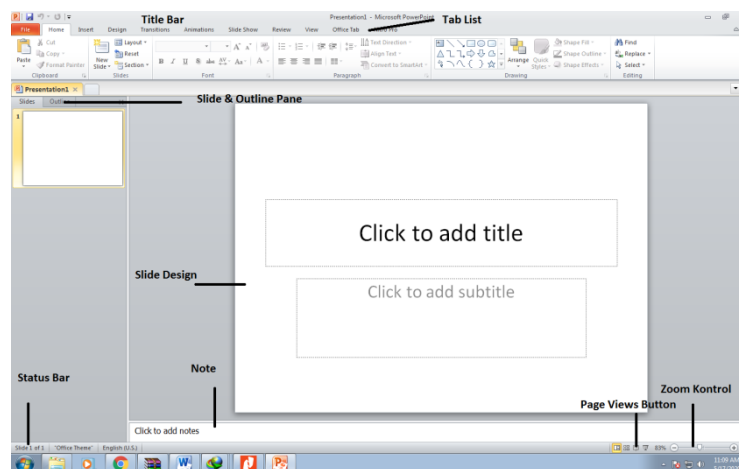 Title Bar
Presentation1 - Microsoft PowerPoint
Tab List
File Home Insert Design Transitions Animations Slide Show Review View Office Tab
Cut
Copy
Format Painter
Paste
Clipboard
New Slide
Layout
Reset
Section
Slides
Font
Text Direction
Align Text
Convert to SmartArt
Paragraph
Arrange
Quick Styles
Shape Fill
Shape Outline
Shape Effects
Drawing
Find
Replace
Select
Editing
Presentation1
Slides
Slide & Outline Pane
1
Click to add title
Slide Design
Click to add subtitle
Note
Status Bar
Zoom Kontrol
Page Views Button
Click to add notes
Slide 1 of 1 "Office Theme" English (U.S.)
83%
11:09 AM